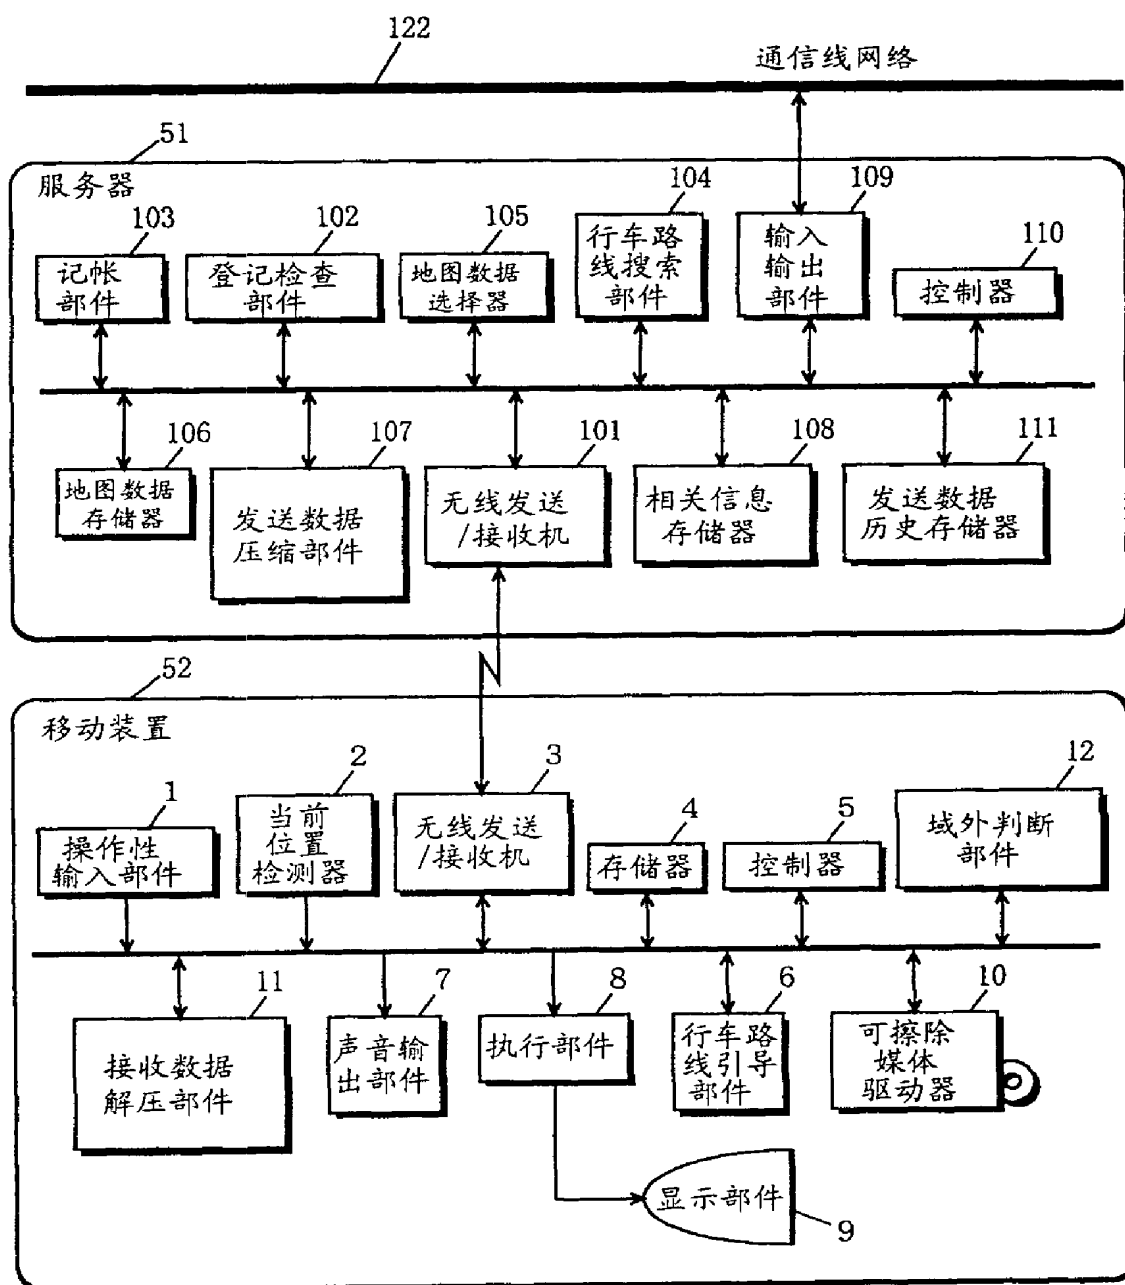 122
通信线网络
51
服务器
103
102
105
104
109
110
记帐
部件
登记检查
部件
地图数据
选择器
行车路
线搜索
部件
输入
输出
部件
控制器
106
107
101
108
111
地图数据
存储器
发送数据
压缩部件
无线发送
/接收机
相关信息
存储器
发送数据
历史存储器
52
移动装置
1
2
3
4
5
12
操作性
输入部件
当前
位置
检测器
无线发送
/接收机
存储器
控制器
域外判断
部件
11
7
8
6
10
接收数据
解压部件
声音输
出部件
执行部件
行车路
线引导
部件
可擦除
媒体
驱动器
显示部件
9